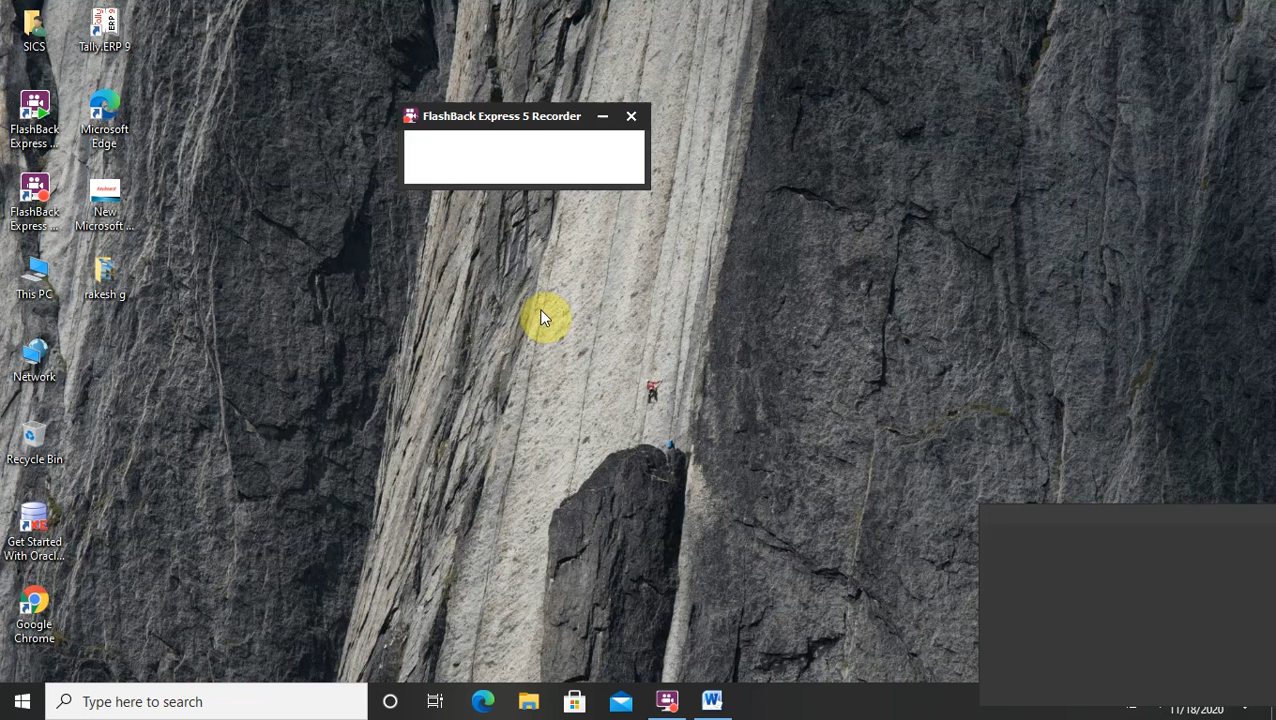 SICS
Tally.ERP 9
FlashBack Express 5 Recorder
FlashBack
Express ...
Microsoft
Edge
FlashBack
Express ...
New
Microsoft ...
This PC
rakesh g
Network
Recycle Bin
Get Started
With Oracl...
Google
Chrome
Type here to search
11/18/2020